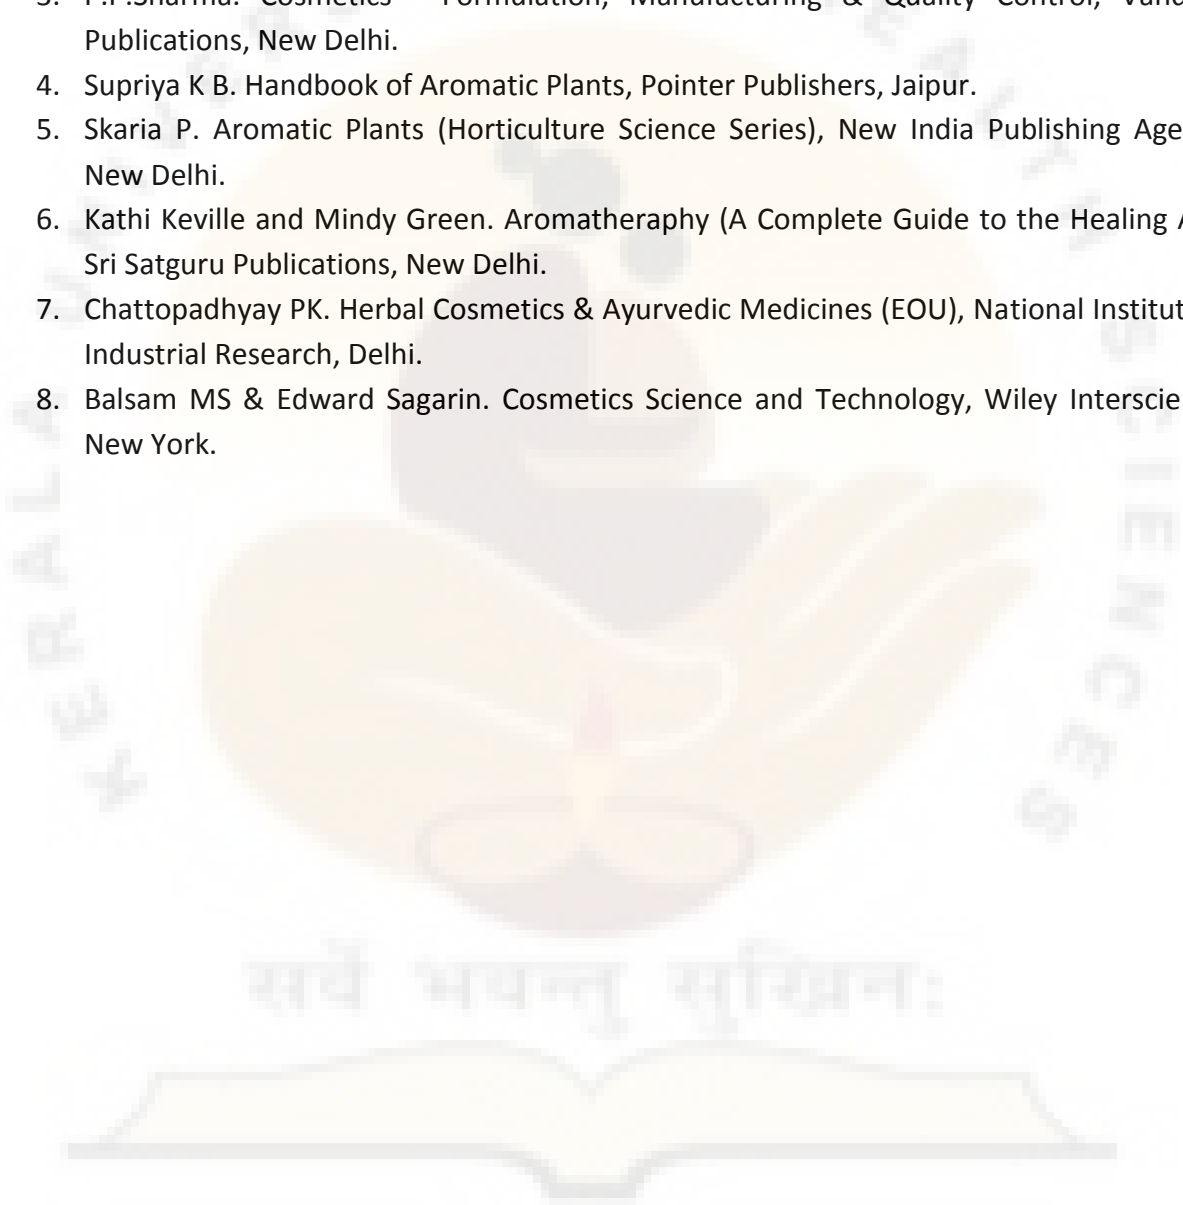 3. P.P.Sharma. Cosmetics Formulation, Manufacturing & Quality Control,
Publications, New Delhi.
4. Supriya K B. Handbook of Aromatic Plants, Pointer Publishers, Jaipur.
5. Skaria P. Aromatic Plants (Horticulture Science Series), New India Publishing Age
New Delhi.
6. Kathi Keville and Mindy Green. Aromatheraphy (A Complete Guide to the Healing A
Sri Satguru Publications, New Delhi.
7. Chattopadhyay PK. Herbal Cosmetics & Ayurvedic Medicines (EOU), National Institut
Industrial Research, Delhi.
8. Balsam MS & Edward Sagarin. Cosmetics Science and Technology, Wiley Interscie
New York.
KERALA UNIVER EALTH SCIENCES
सर्वे भवन्तु सुखिनः